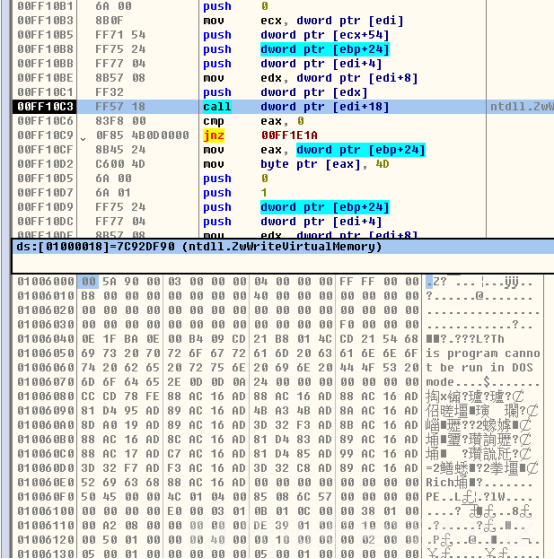 00FF10B1 6A 00 push 0
00FF10B3 8B0F mov ecx, dword ptr [edi]
00FF10B5 FF71 54 push dword ptr [ecx+54]
00FF10B8 FF75 24 push dword ptr [ebp+24]
00FF10BB FF77 04 push dword ptr [edi+4]
00FF10BE 8B57 08 mov edx, dword ptr [edi+8]
00FF10C1 FF32 push dword ptr [edx]
00FF10C3 FF57 18 call dword ptr [edi+18] ntdll.ZwW
00FF10C6 83F8 00 cmp eax, 0
00FF10C9 0F85 4B0D0000 jnz 00FF1E1A
00FF10CF 8B45 24 mov eax, dword ptr [ebp+24]
00FF10D2 C600 4D mov byte ptr [eax], 4D
00FF10D5 6A 00 push 0
00FF10D7 6A 01 push 1
00FF10D9 FF75 24 push dword ptr [ebp+24]
00FF10DC FF77 04 push dword ptr [edi+4]
00FF10DF 8B57 08 mov edx, dword ptr [edi+8]
ds:[01000018]=7C92DF90 (ntdll.ZwWriteVirtualMemory)
01006000 00 5A 90 00 03 00 00 00 04 00 00 00 FF FF 00 00
01006010 B8 00 00 00 00 00 00 00 40 00 00 00 00 00 00 00
01006020 00 00 00 00 00 00 00 00 00 00 00 00 00 00 00 00
01006030 00 00 00 00 00 00 00 00 00 00 00 00 F0 00 00 00
01006040 0E 1F BA 0E 00 B4 09 CD 21 B8 01 4C CD 21 54 68
01006050 69 73 20 70 72 6F 67 72 61 6D 20 63 61 6E 6E 6F is program canno
01006060 74 20 62 65 20 72 75 6E 20 69 6E 20 44 4F 53 20 t be run in DOS
01006070 6D 6F 64 65 2E 0D 0D 0A 24 00 00 00 00 00 00 00 mode....$.......
01006080 CC CD 78 FE 88 AC 16 AD 88 AC 16 AD 88 AC 16 AD
01006090 81 D4 95 AD 89 AC 16 AD 4B A3 4B AD 8A AC 16 AD
010060A0 8D A0 19 AD 89 AC 16 AD 3D 32 F3 AD 8B AC 16 AD
010060B0 88 AC 16 AD 8C AC 16 AD 81 D4 83 AD 89 AC 16 AD
010060C0 88 AC 17 AD C7 AC 16 AD 81 D4 85 AD 99 AC 16 AD
010060D0 3D 32 F7 AD F3 AC 16 AD 3D 32 C8 AD 89 AC 16 AD
010060E0 52 69 63 68 88 AC 16 AD 00 00 00 00 00 00 00 00
010060F0 50 45 00 00 4C 01 04 00 85 08 6C 57 00 00 00 00
01006100 00 00 00 00 E0 00 03 01 0B 01 0C 00 00 38 01 00
01006110 00 A2 08 00 00 00 00 00 DE 39 01 00 00 10 00 00
01006120 00 50 01 00 00 00 40 00 00 10 00 00 00 02 00 00
01006130 05 00 01 00 00 00 00 00 05 00 01 00 00 00 00 00